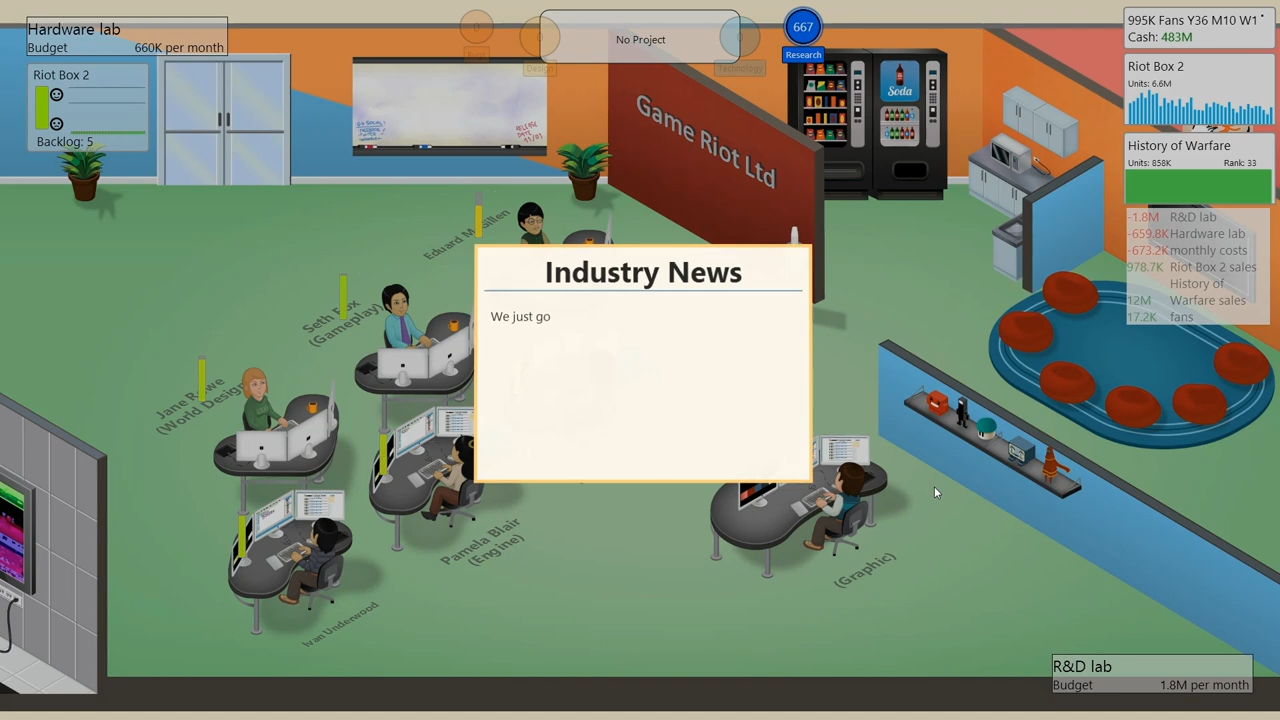 Hardware lab
Budget 660K per month
Riot Box 2
Backlog: 5
No Project
Design
Technology
667
Research
995K Fans Y36 M10 W1
Cash: 483M
Riot Box 2
Units: 6.6M
History of Warfare
Units: 858K Rank: 33
-1.8M R&D lab
-659.8K Hardware lab
-673.2K monthly costs
978.7K Riot Box 2 sales
History of
12M Warfare sales
17.2K fans
Game Riot Ltd
Soda
Seth
(Gameplay)
Jane
(World Design
Industry News
We just go
Pamela Blair
(Engine)
(Graphic)
Ivan Underwood
R&D lab
Budget 1.8M per month